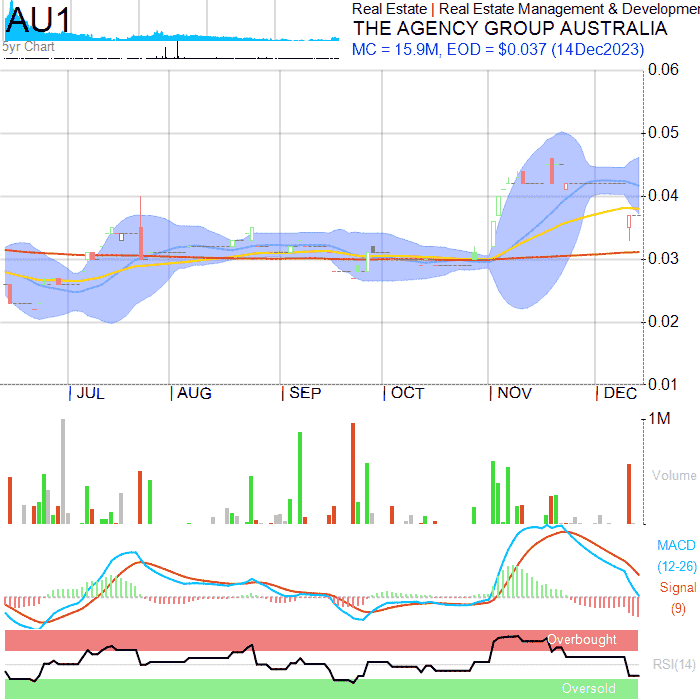 AU1
5yr Chart
Real Estate | Real Estate Management & Developmen
THE AGENCY GROUP AUSTRALIA
MC = 15.9M, EOD = $0.037 (14Dec2023)
0.06
0.05
0.04
0.03
0.02
0.01
JUL AUG SEP OCT NOV DEC
1M
Volume
MACD
(12-26)
Signal
(9)
Overbought
RSI(14)
Oversold